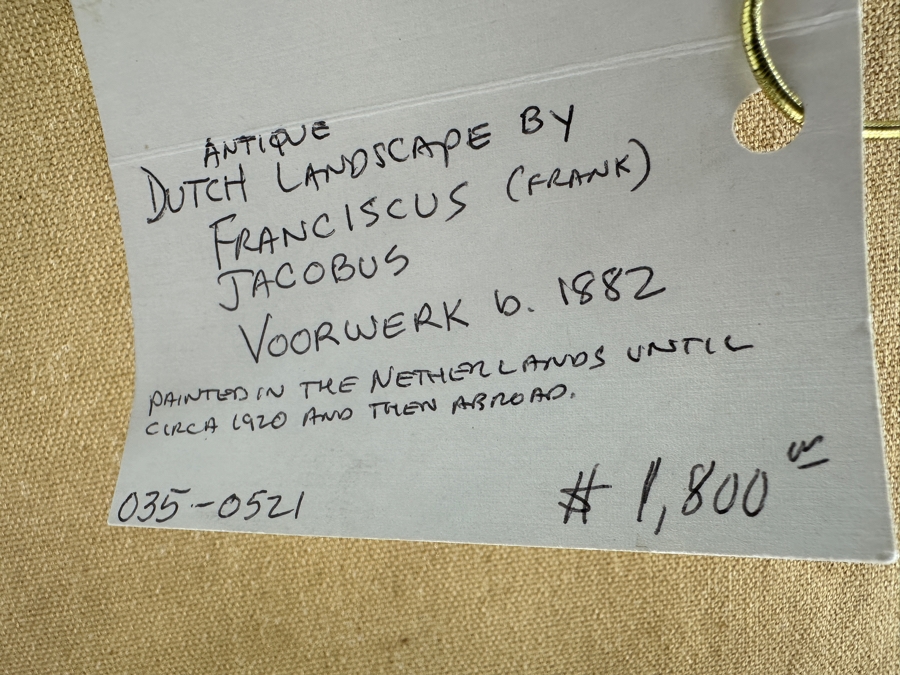 ANTIQUE
DUTCH LANDSCAPE BY
FRANCISCUS (FRANK)
JACOBUS
VOORWERK b. 1882
PAINTED IN THE NETHERLANDS UNTIL
CIRCA 1920 AND THEN ABROAD.
035-0521 # 1,800 00